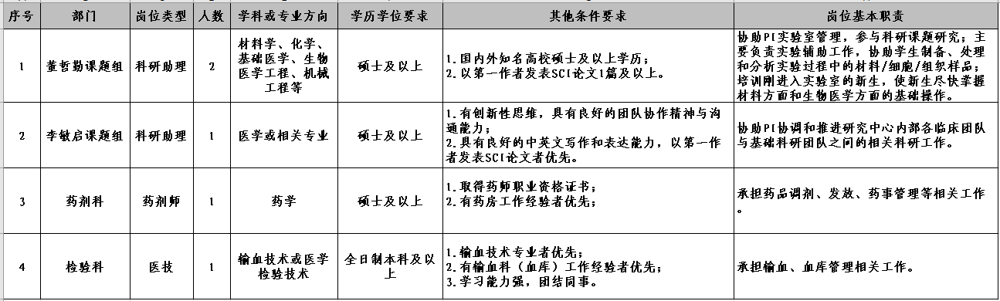 序号 部门 岗位类型 人数 学科或专业方向 学历学位要求 其他条件要求 岗位基本职责
1 董哲勤课题组 科研助理 2
材料学、化学、
基础医学、生物
医学工程、机械
工程等
硕士及以上
1.国内外知名高校硕士及以上学历；
2.以第一作者发表SCI论文1篇及以上。
协助PI实验室管理，参与科研课题研究；主
要负责实验辅助工作，协助学生制备、处理
和分析实验过程中的材料/细胞/组织样品；
培训刚进入实验室的新生，使新生尽快掌握
材料方面和生物医学方面的基础操作。
2 李敏启课题组 科研助理 1 医学或相关专业 硕士及以上
1.有创新性思维，具有良好的团队协作精神与沟
通能力；
2.具有良好的中英文写作和表达能力，以第一作
者发表SCI论文者优先。
协助PI协调和推进研究中心内部各临床团队
与基础科研团队之间的相关科研工作。
3 药剂科 药剂师 1 药学 硕士及以上
1.取得药师职业资格证书；
2.有药房工作经验者优先；
承担药品调剂、发放、药事管理等相关工作
。
4 检验科 医技 1
输血技术或医学
检验技术
全日制本科及以
上
1.输血技术专业者优先；
2.有输血科（血库）工作经验者优先；
3.学习能力强，团结同事。
承担输血、血库管理相关工作。